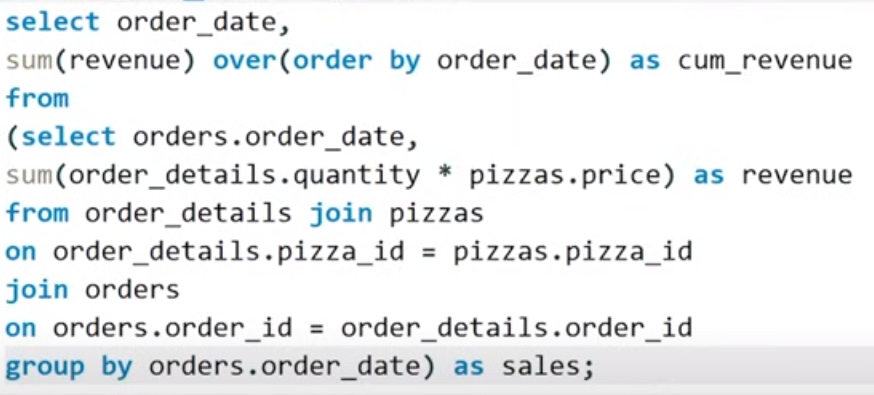 select order_date,
sum(revenue) over(order by order_date) as cum_revenue
from
(select orders.order_date,
sum(order_details.quantity * pizzas.price) as revenue
from order_details join pizzas
on order_details.pizza_id = pizzas.pizza_id
join orders
on orders.order_id = order_details.order_id
group by orders.order_date) as sales;